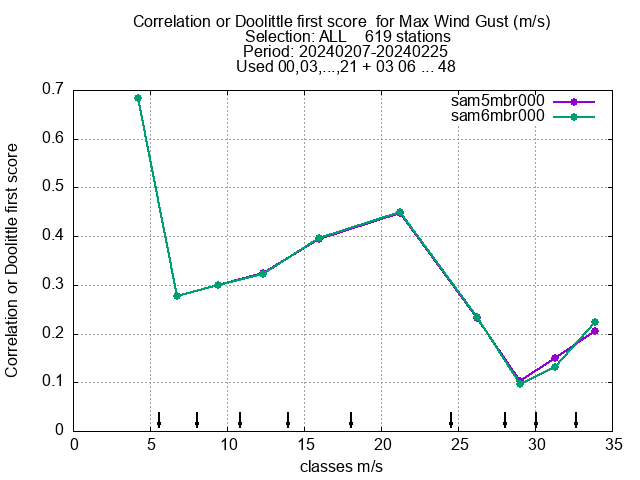 Correlation or Doolittle first score  for Max Wind Gust (m/s)
Selection: ALL    619 stations
Period: 20240207-20240225
Used 00,03,...,21 + 03 06 ... 48
sam5mbr000
sam6mbr000
Correlation or Doolittle first score
0.7
0.6
0.5
0.4
0.3
0.2
0.1
0
0 5 10 15 20 25 30 35
classes m/s